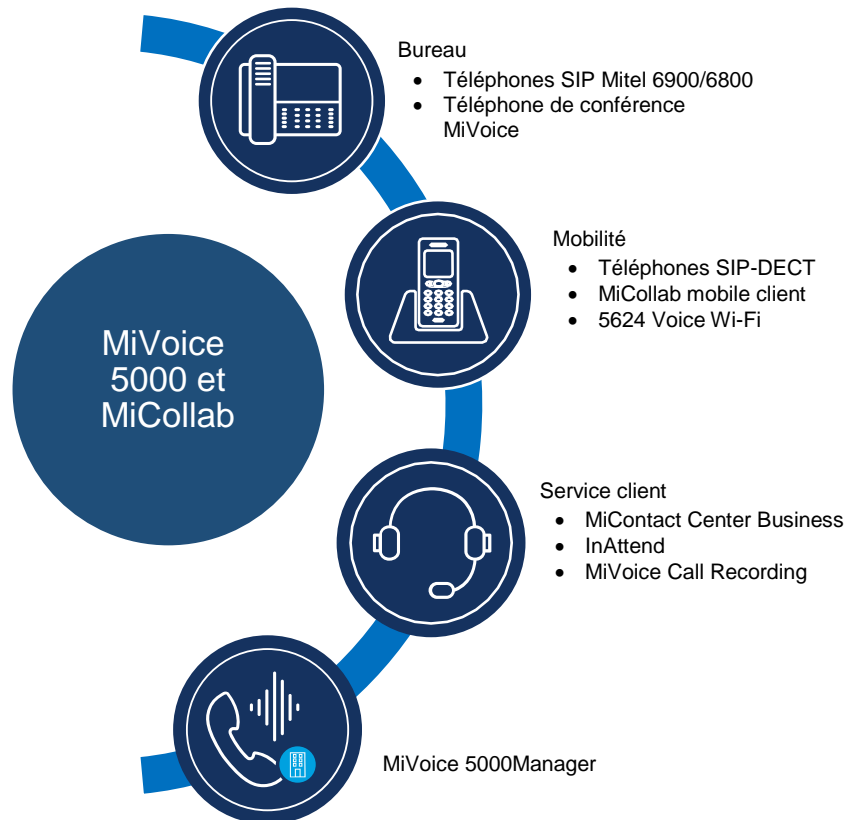 Bureau
• Téléphones SIP Mitel 6900/6800
• Téléphone de conférence
MiVoice
Mobilité
• Téléphones SIP-DECT
• MiCollab mobile client
• 5624 Voice Wi-Fi
MiVoice
5000 et
MiCollab
Service client
• MiContact Center Business
• InAttend
• MiVoice Call Recording
MiVoice 5000Manager